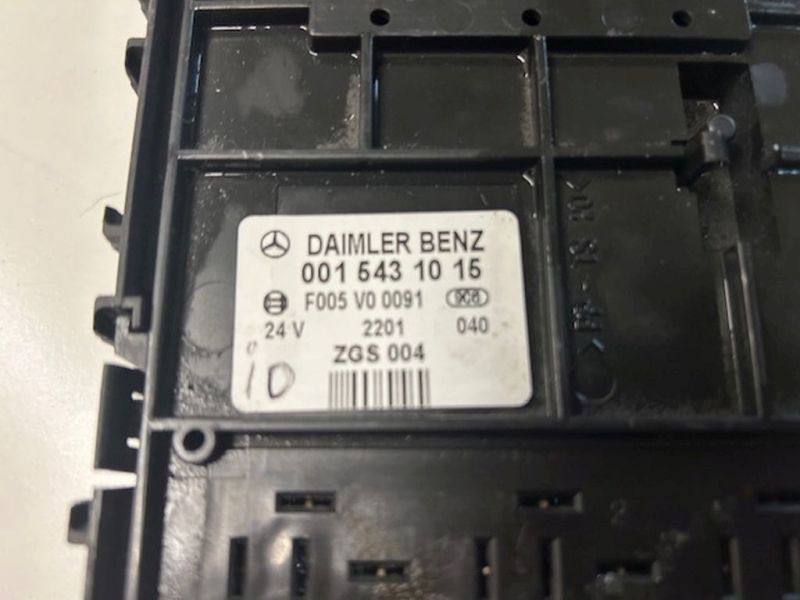 DAIMLER BENZ
001 543 10 15
F005 V0 0091
24 V 2201 040
ZGS 004
10